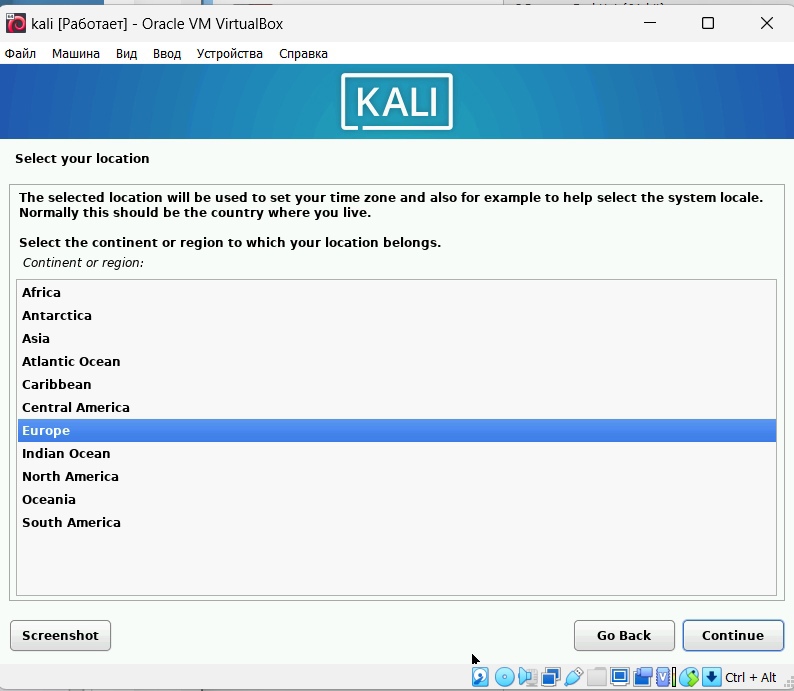 kali [Работает] - Oracle VM VirtualBox
Файл Машина Вид Ввод Устройства Справка
KALI
Select your location
The selected location will be used to set your time zone and also for example to help select the system locale.
Normally this should be the country where you live.
Select the continent or region to which your location belongs.
Continent or region:
Africa
Antarctica
Asia
Atlantic Ocean
Caribbean
Central America
Europe
Indian Ocean
North America
Oceania
South America
Screenshot Go Back Continue
Ctrl + Alt